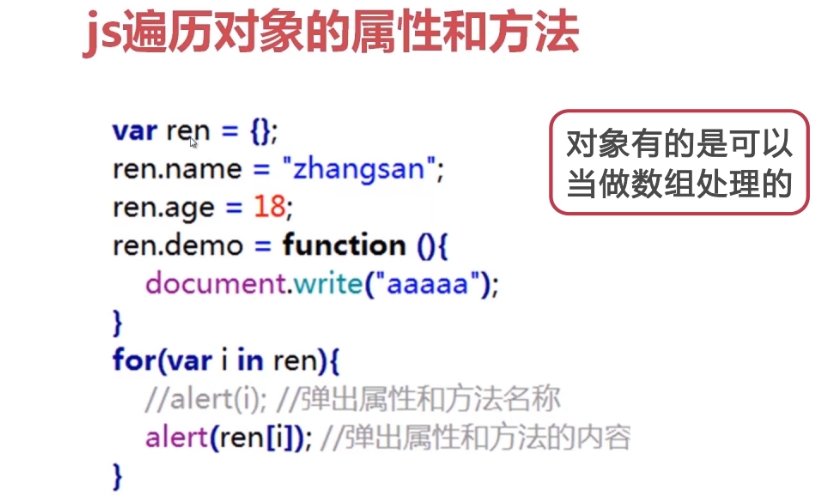 js遍历对象的属性和方法
var ren = {};
ren.name = "zhangsan";
ren.age = 18;
ren.demo = function (){
document.write("aaaaa");
}
for(var i in ren){
//alert(i); //弹出属性和方法名称
alert(ren[i]); //弹出属性和方法的内容
}
对象有的是可以
当做数组处理的